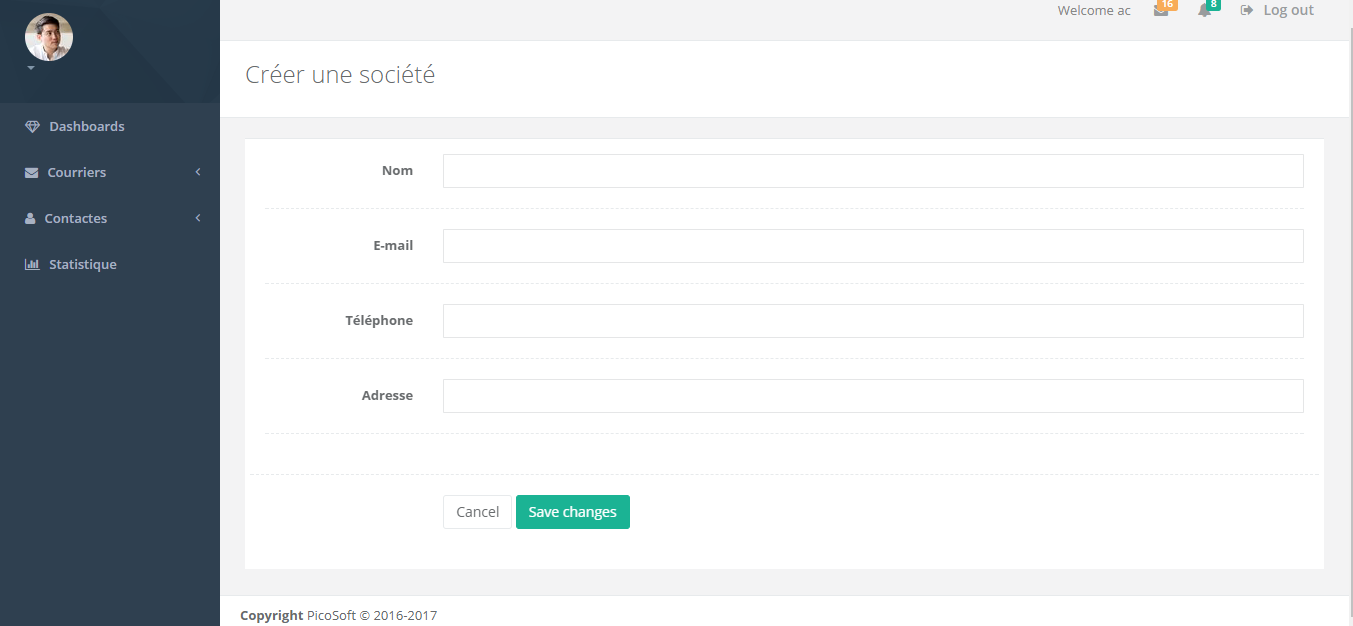 Welcome ac 16 8 Log out
Créer une société
Dashboards
Courriers
Contactes
Statistique
Nom
E-mail
Téléphone
Adresse
Cancel Save changes
Copyright PicoSoft © 2016-2017